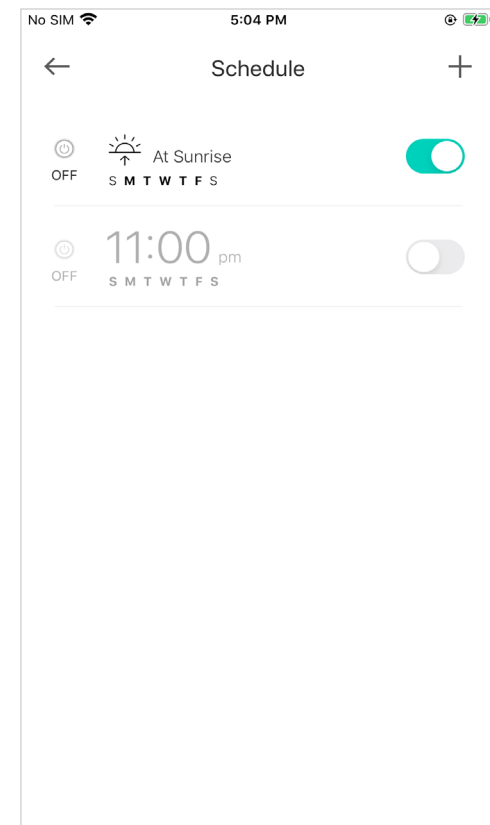 No SIM 5:04 PM
Schedule
At Sunrise
OFF
S M T W T F S
11:00 pm
OFF
S M T W T F S